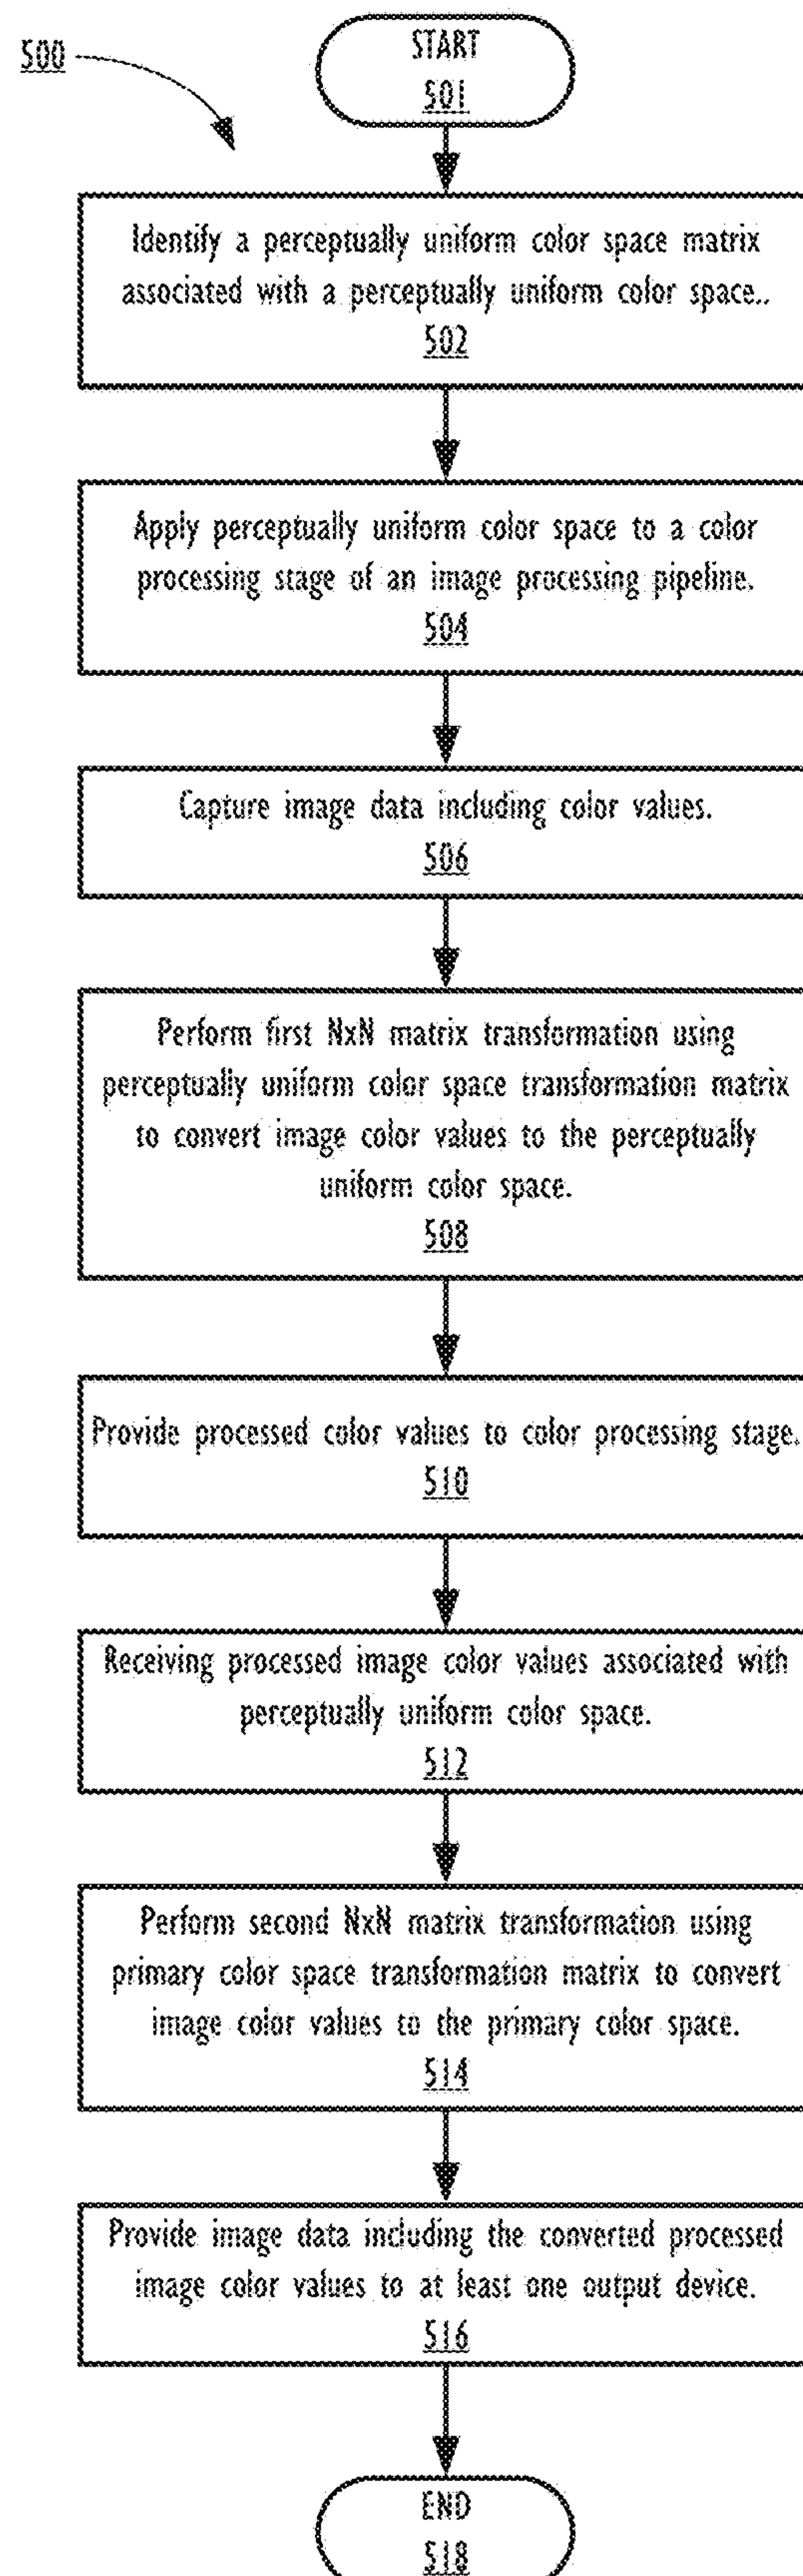 500
START
501
Identify a perceptually uniform color space matrix
associated with a perceptually uniform color space..
502
Apply perceptually uniform color space to a color
processing stage of an image processing pipeline.
504
Capture image data including color values.
506
Perform first NxN matrix transformation using
perceptually uniform color space transformation matrix
to convert image color values to the perceptually
uniform color space.
508
Provide processed color values to color processing stage.
510
Receiving processed image color values associated with
perceptually uniform color space.
512
Perform second NxN matrix transformation using
primary color space transformation matrix to convert
image color values to the primary color space.
514
Provide image data including the converted processed
image color values to at least one output device.
516
END
518